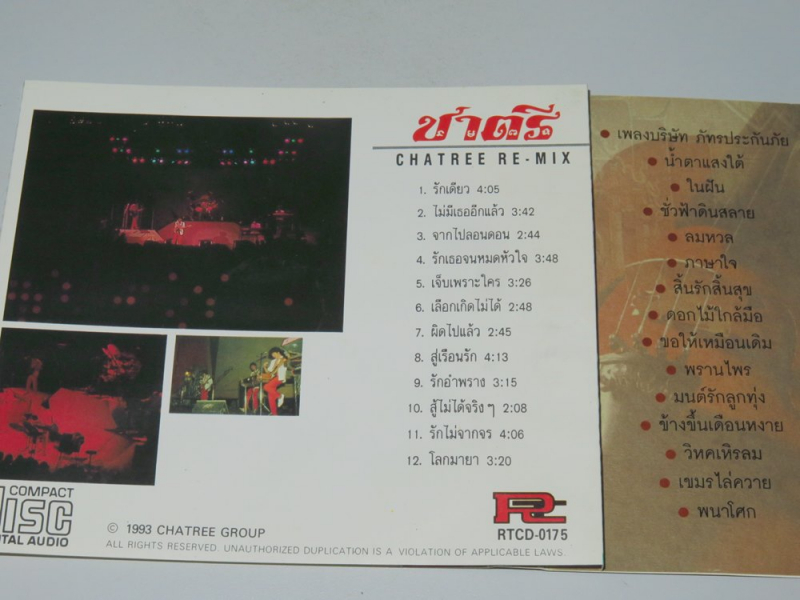 ชาตรี
CHATREE RE-MIX
1. รักเดียว 4:05
2. ไม่มีเธออีกแล้ว 3:42
3. จากไปลอนดอน 2:44
4. รักเธอจนหมดหัวใจ 3:48
5. เจ็บเพราะใคร 3:26
6. เลือกเกิดไม่ได้ 2:48
7. ผิดไปแล้ว 2:45
8. สู่เรือนรัก 4:13
9. รักอำพราง 3:15
10. สู้ไม่ได้จริงๆ 2:08
11. รักไม่จากจร 4:06
12. โลกมายา 3:20
RTCD-0175
COMPACT
DISC
ITAL AUDIO
© 1993 CHATREE GROUP
ALL RIGHTS RESERVED. UNAUTHORIZED DUPLICATION IS A VIOLATION OF APPLICABLE LAWS.
● เพลงบริษัท ภัทรประกันภัย
● น้ำตาแสงใต้
● ในฝัน
● ชั่วฟ้าดินสลาย
● ลมหวล
● ภาษาใจ
● สิ้นรักสิ้นสุข
● ดอกไม้ใกล้มือ
● ขอให้เหมือนเดิม
● พรานไพร
● มนต์รักลูกทุ่ง
● ข้างขึ้นเดือนหงาย
● วิหคเหิรลม
● เขมรไล่ควาย
● พนาโศก